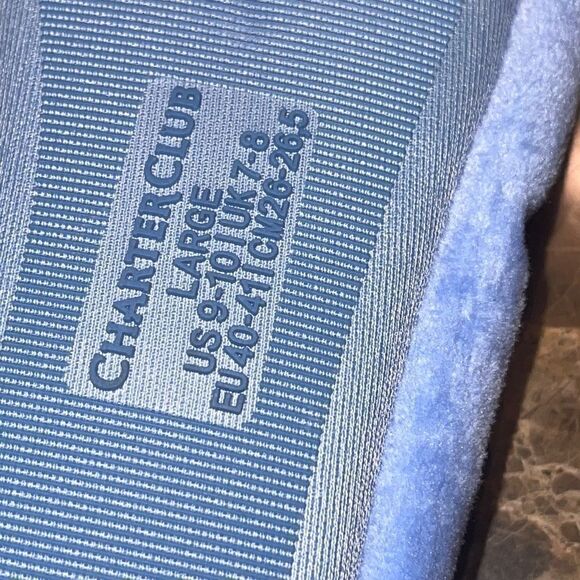 CHARTER CLUB
LARGE
US 9-10 | UK 7-8
EU 40-41 | CM 26-26.5